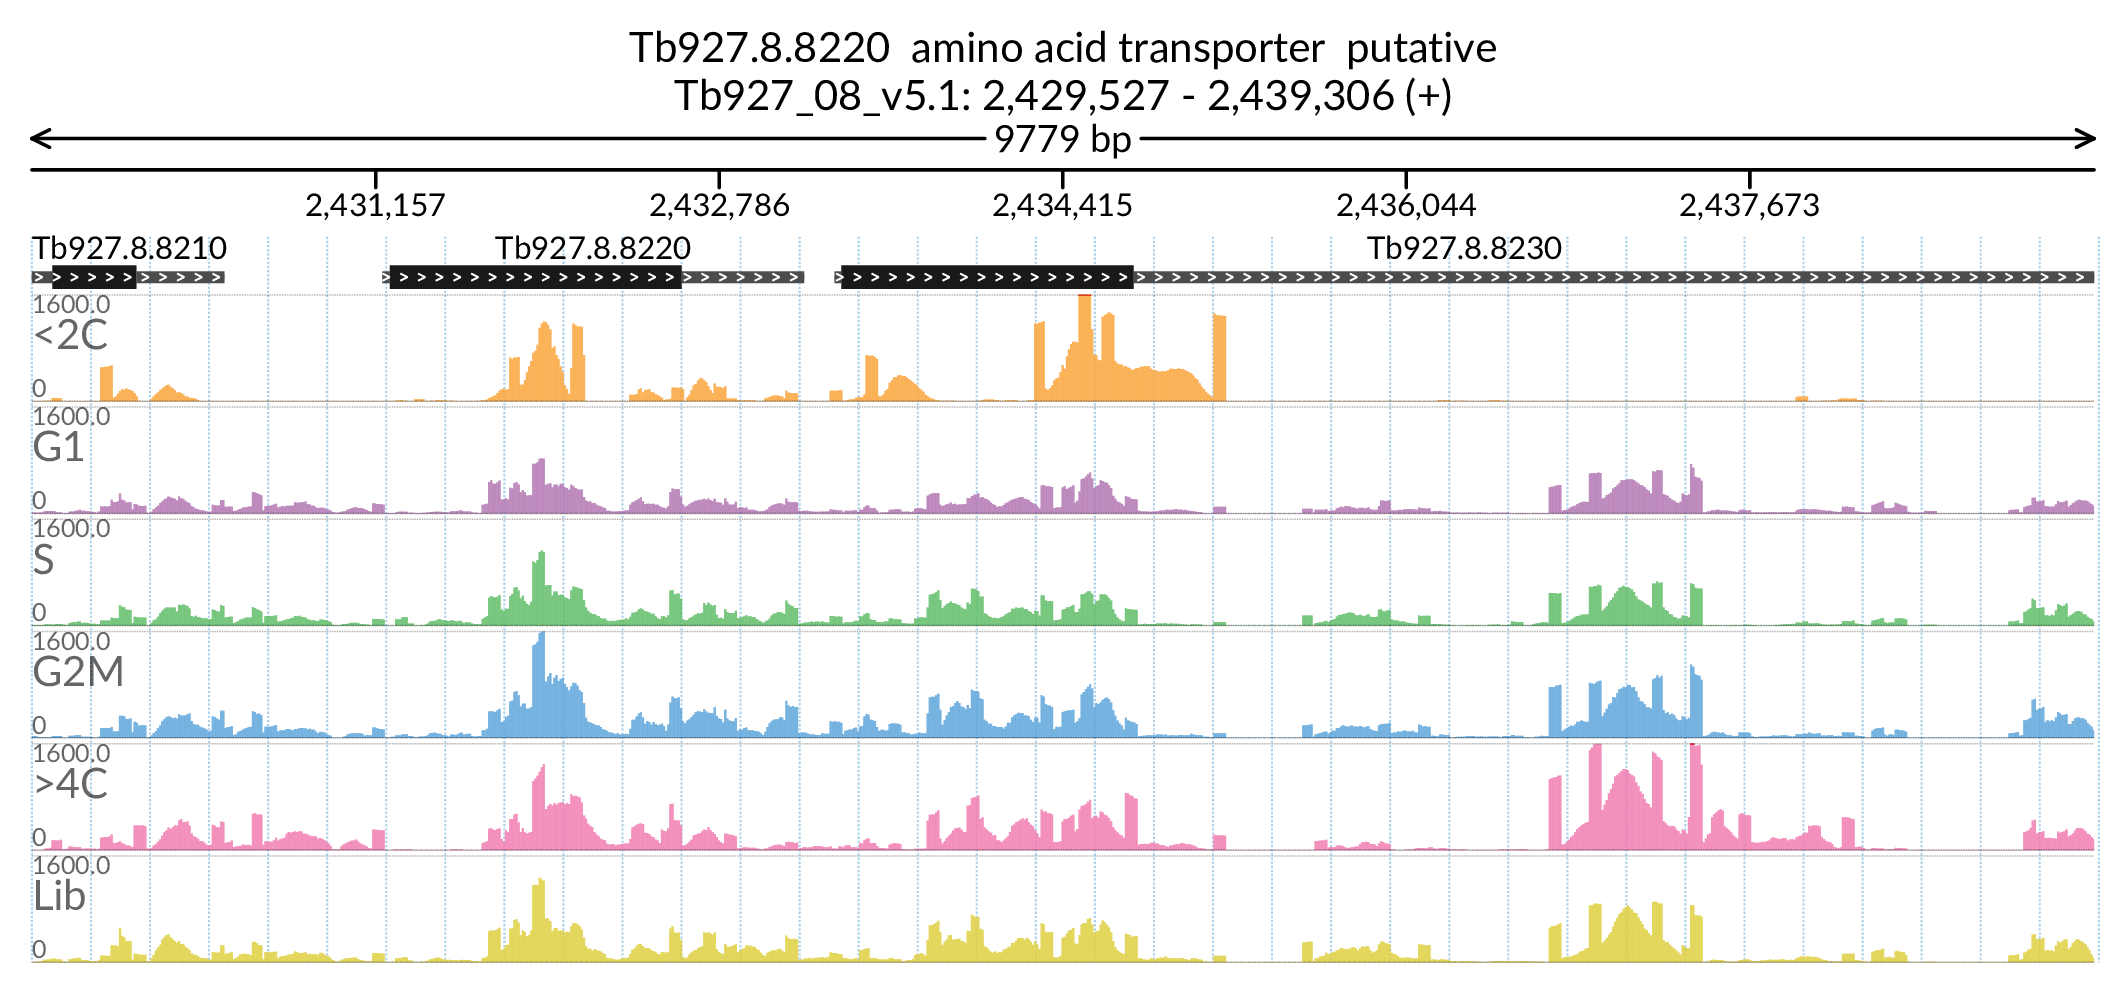 Tb927.8.8220  amino acid transporter  putative
Tb927_08_v5.1: 2,429,527 - 2,439,306 (+)
9779 bp
2,431,157 2,432,786 2,434,415 2,436,044 2,437,673
Tb927.8.8210 Tb927.8.8220 Tb927.8.8230
1600.0
<2C
0
1600.0
G1
0
1600.0
S
0
1600.0
G2M
0
1600.0
>4C
0
1600.0
Lib
0